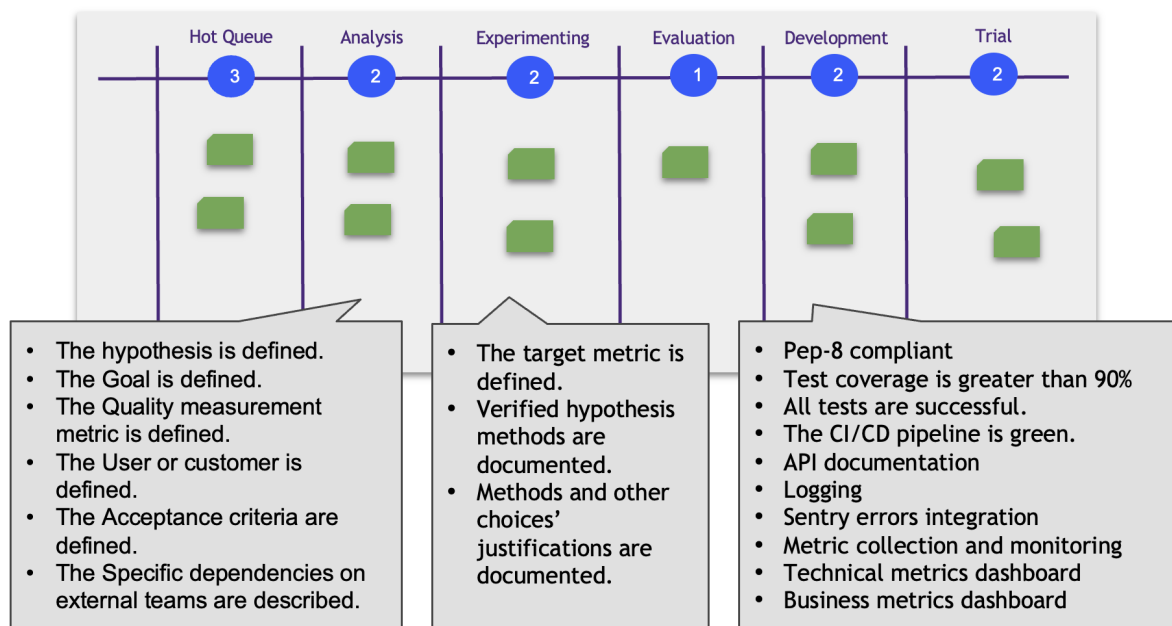 Hot Queue
Analysis
Experimenting
Evaluation
Development
Trial
3
2
2
1
2
2
• The hypothesis is defined.
• The Goal is defined.
• The Quality measurement
metric is defined.
• The User or customer is
defined.
• The Acceptance criteria are
defined.
• The Specific dependencies on
external teams are described.
• The target metric is
defined.
• Verified hypothesis
methods are
documented.
• Methods and other
choices’
justifications are
documented.
• Pep-8 compliant
• Test coverage is greater than 90%
• All tests are successful.
• The CI/CD pipeline is green.
• API documentation
• Logging
• Sentry errors integration
• Metric collection and monitoring
• Technical metrics dashboard
• Business metrics dashboard